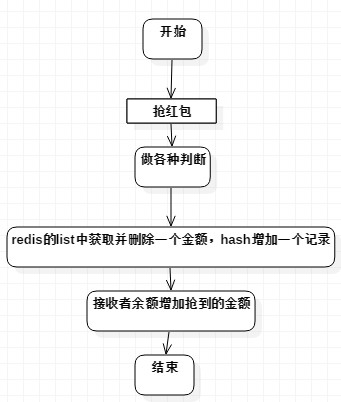 开始
抢红包
做各种判断
redis的list中获取并删除一个金额，hash增加一个记录
接收者余额增加抢到的金额
结束